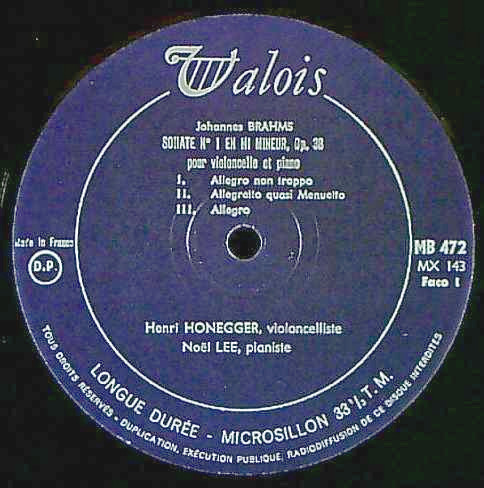 Valois
Johannes BRAHMS
SONATE N° 1 EN MI MINEUR, Op. 38
pour violoncelle et piano
I. Allegro non troppo
II. Allegretto quasi Menuetto
III. Allegro
Made in France
D.P.
MB 472
MX 143
Face 1
Henri HONEGGER, violoncelliste
Noël LEE, pianiste
LONGUE DURÉE - MICROSILLON 33 1/3 T.M.
TOUS DROITS RÉSERVÉS - DUPLICATION, EXÉCUTION PUBLIQUE, RADIODIFFUSION DE CE DISQUE INTERDITES